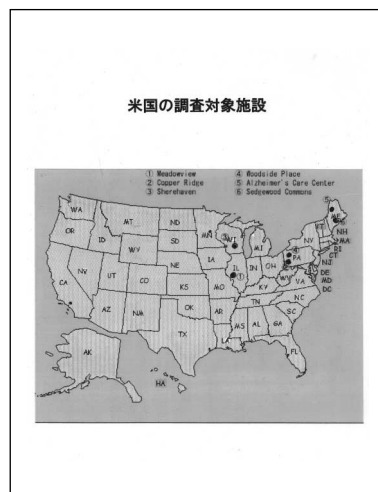 米国の調査対象施設
① Meadowview ④ Woodside Place
② Copper Ridge ⑤ Alzheimer's Care Center
③ Sherehaven ⑥ Sedgewood Commons
WA
MT
ND
MN
OR
ID
SD
WI
MI
WY
NV
UT
CO
NE
IA
KS
MO
IL ①
IN
OH
KY
WV
VA
PA
NY
ME
NH
MA
RI
CT
NJ
DE
MD
DC
CA
AZ
NM
OK
AR
TN
NC
SC
MS
AL
GA
TX
LA
FL
AK
HA